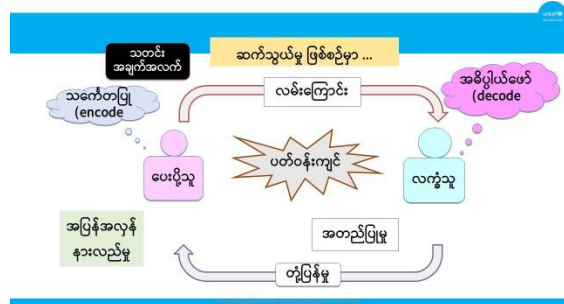 unicef
သတင်း
အချက်အလက်
ဆက်သွယ်မှု ဖြစ်စဉ်မှာ ...
သင်္ကေတပြု
(encode
လမ်းကြောင်း
အဓိပ္ပါယ်ဖော်
(decode
ပေးပို့သူ
ပတ်ဝန်းကျင်
လက်ခံသူ
အပြန်အလှန်
နားလည်မှု
အတည်ပြုမှု
တုံ့ပြန်မှု